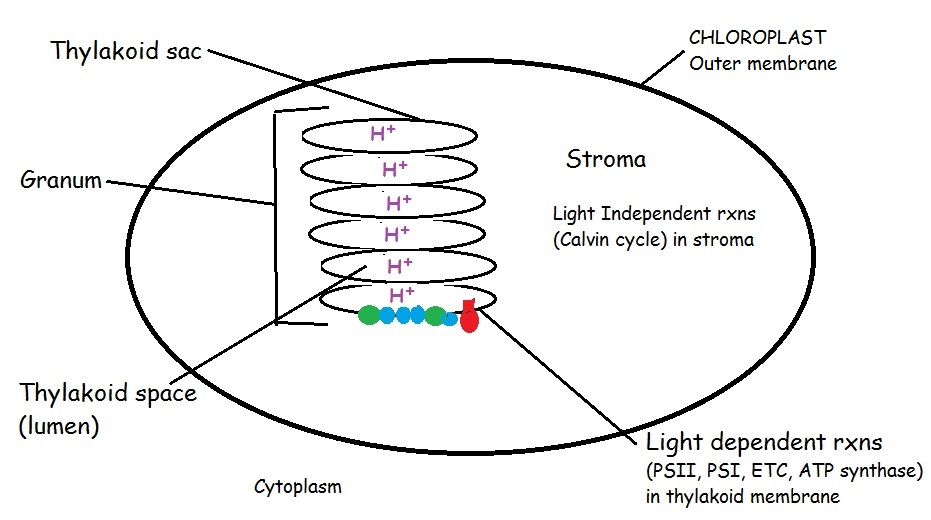 Thylakoid sac
CHLOROPLAST
Outer membrane
H⁺
H⁺
Stroma
Granum
H⁺
Light Independent rxns
(Calvin cycle) in stroma
H⁺
H⁺
H⁺
Thylakoid space
(lumen)
Light dependent rxns
(PSII, PSI, ETC, ATP synthase)
in thylakoid membrane
Cytoplasm